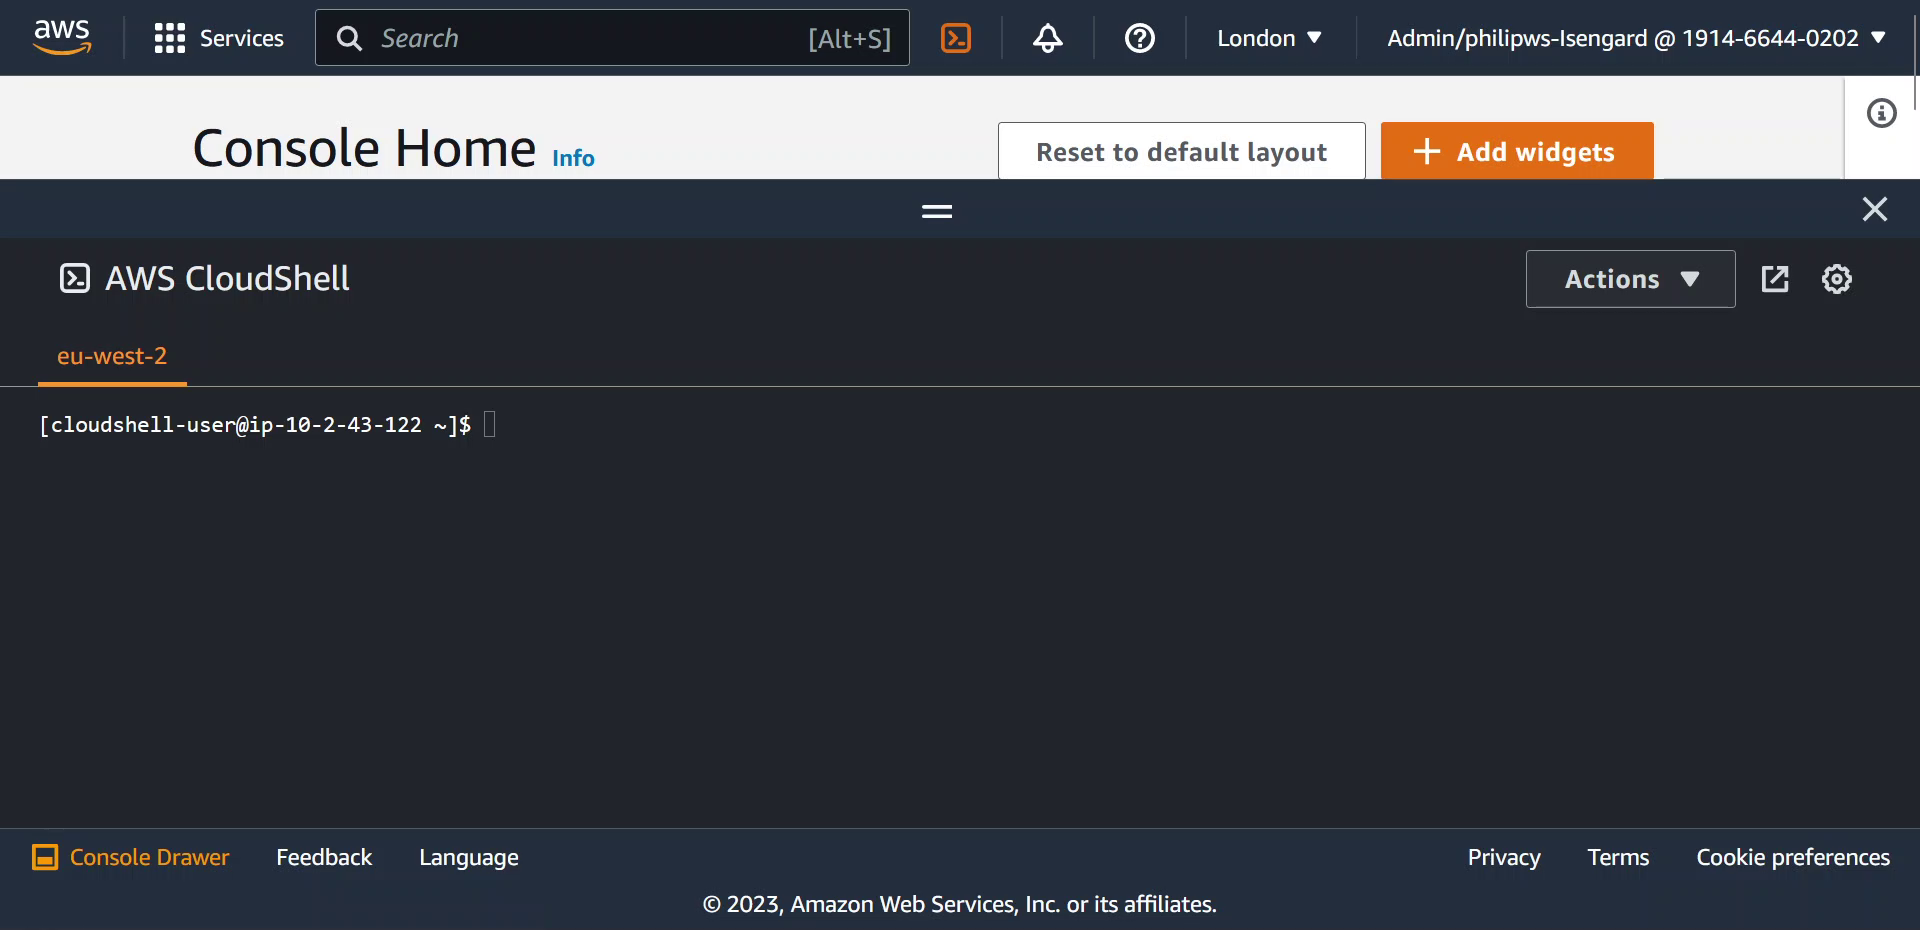 aws Services Search [Alt+S] London Admin/philipws-Isengard @ 1914-6644-0202
Console Home Info Reset to default layout Add widgets
AWS CloudShell Actions
eu-west-2
[cloudshell-user@ip-10-2-43-122 ~]$
Console Drawer Feedback Language Privacy Terms Cookie preferences
© 2023, Amazon Web Services, Inc. or its affiliates.